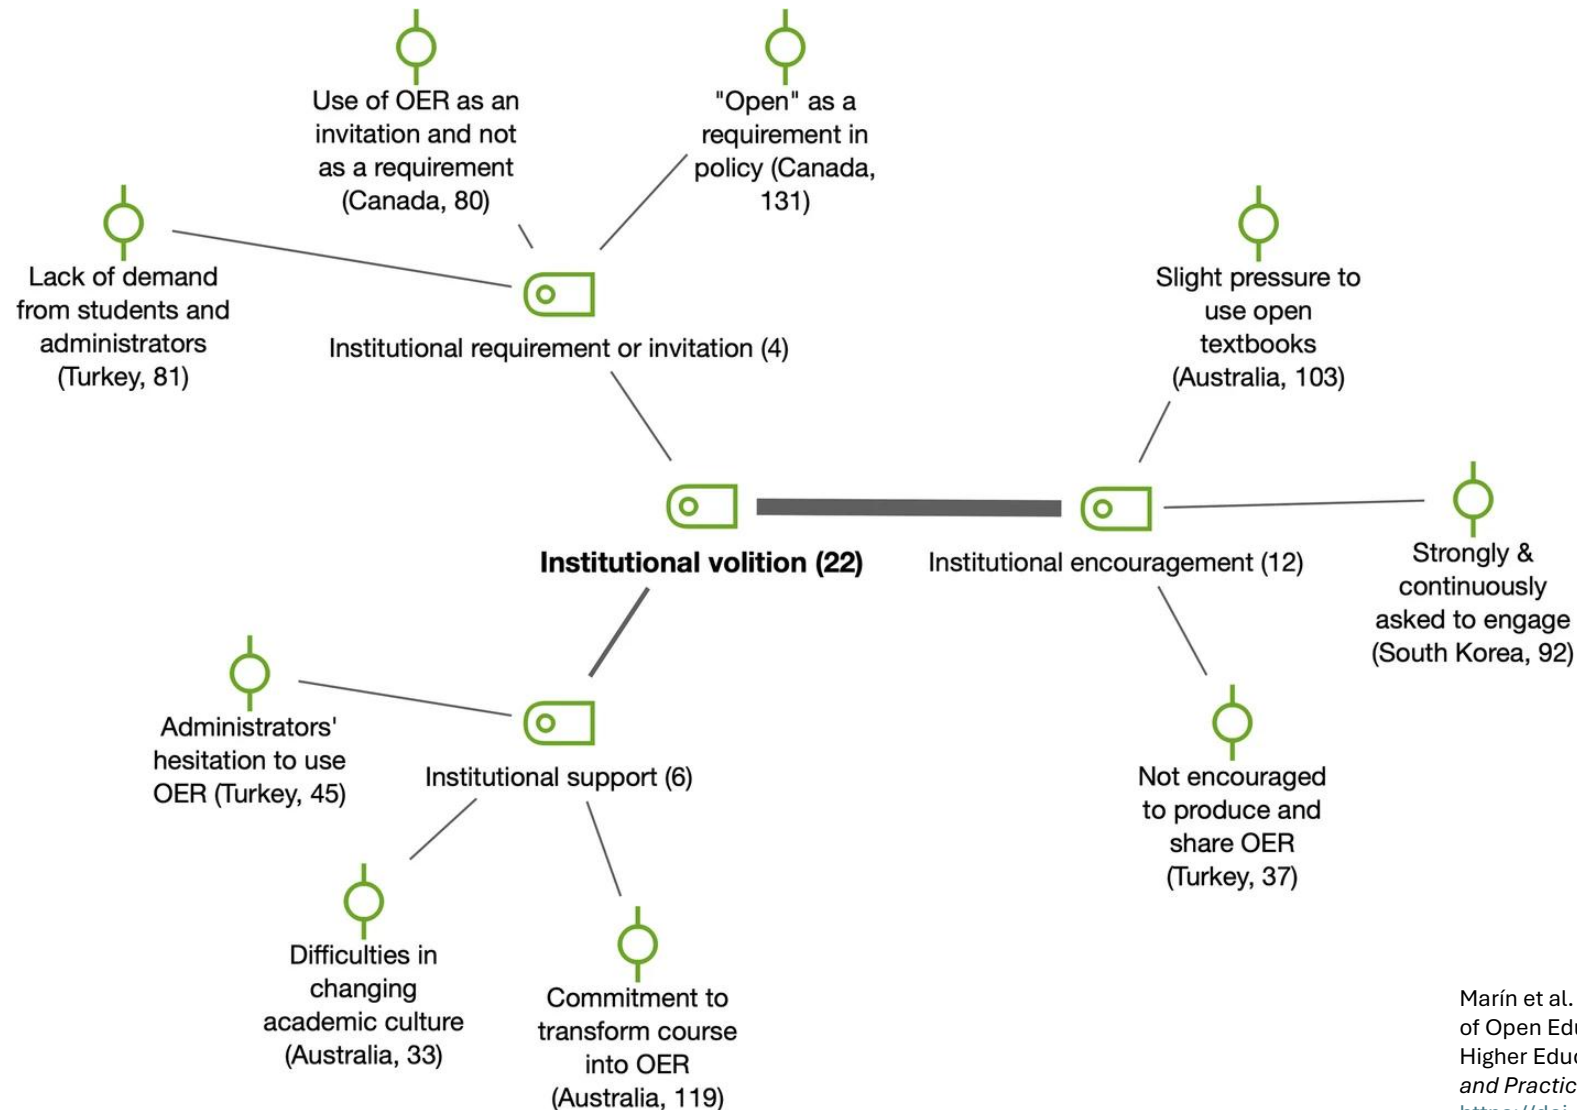 Use of OER as an
invitation and not
as a requirement
(Canada, 80)
"Open" as a
requirement in
policy (Canada,
131)
Lack of demand
from students and
administrators
(Turkey, 81)
Institutional requirement or invitation (4)
Slight pressure to
use open
textbooks
(Australia, 103)
Institutional volition (22)
Institutional encouragement (12)
Strongly &
continuously
asked to engage
(South Korea, 92)
Administrators'
hesitation to use
OER (Turkey, 45)
Institutional support (6)
Not encouraged
to produce and
share OER
(Turkey, 37)
Difficulties in
changing
academic culture
(Australia, 33)
Commitment to
transform course
into OER
(Australia, 119)
Marín et al.
of Open Edu
Higher Educ
and Practic